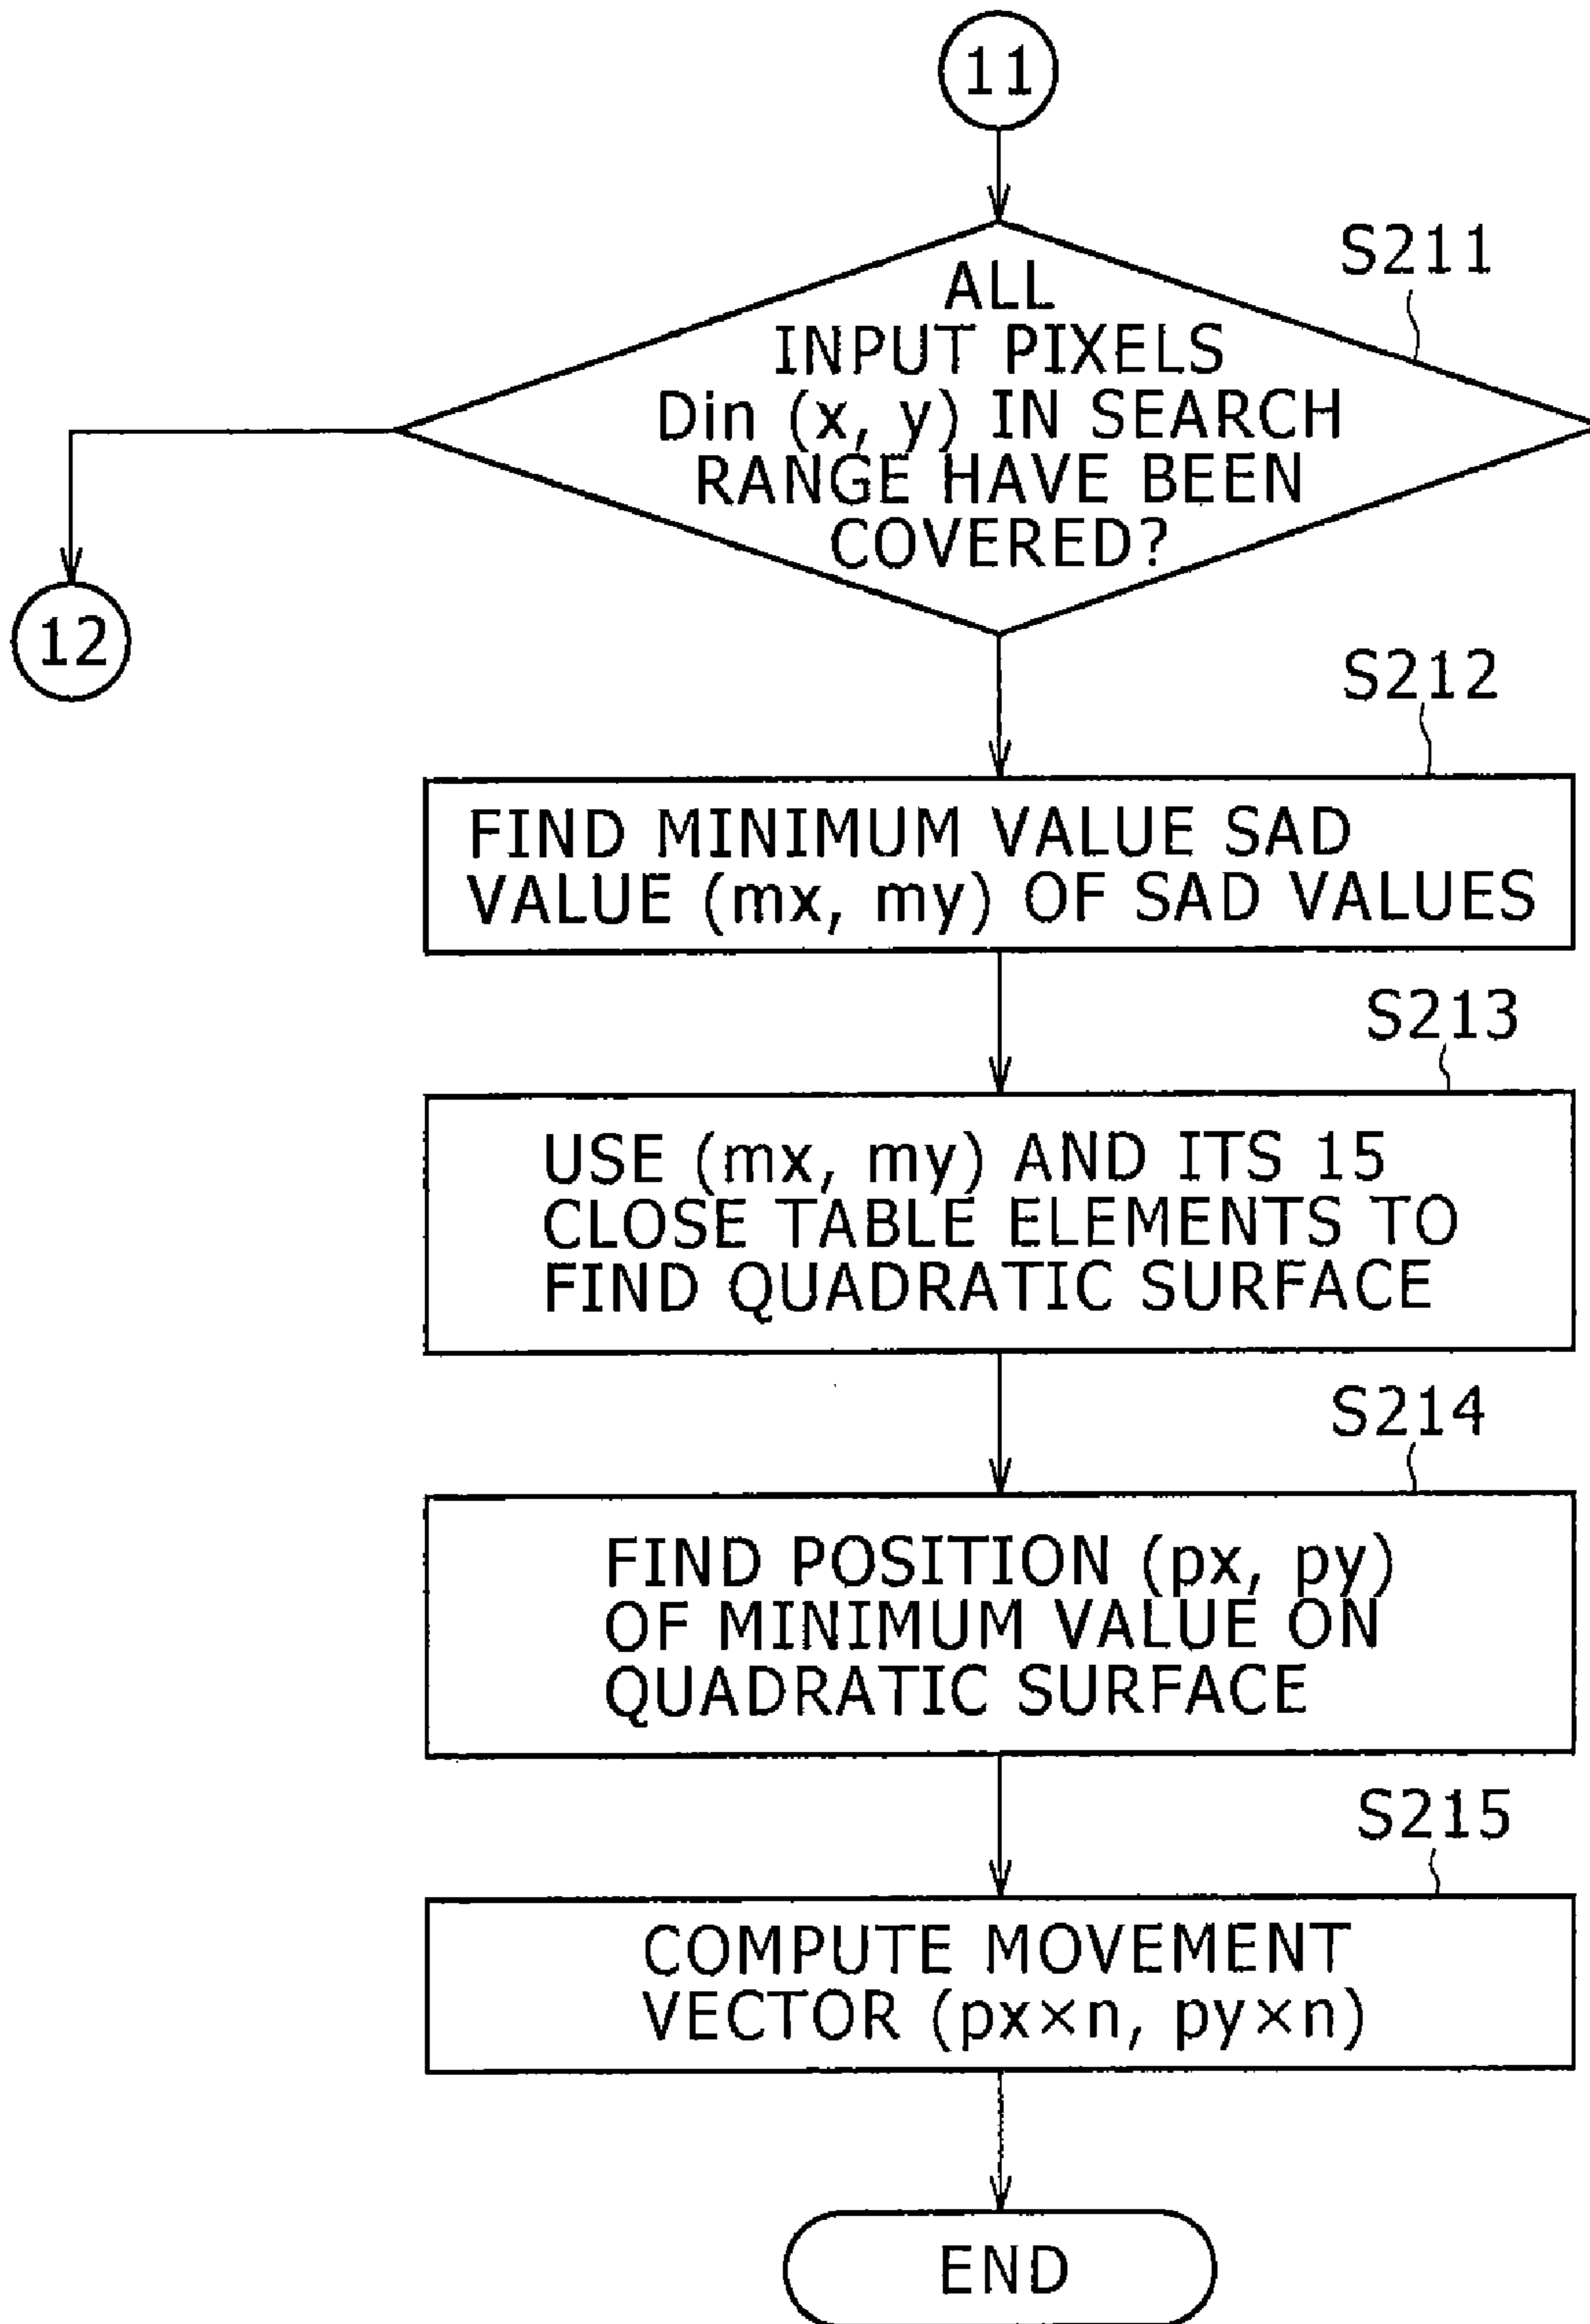 11
S211
ALL
INPUT PIXELS
Din (x, y) IN SEARCH
RANGE HAVE BEEN
COVERED?
12
S212
FIND MINIMUM VALUE SAD
VALUE (mx, my) OF SAD VALUES
S213
USE (mx, my) AND ITS 15
CLOSE TABLE ELEMENTS TO
FIND QUADRATIC SURFACE
S214
FIND POSITION (px, py)
OF MINIMUM VALUE ON
QUADRATIC SURFACE
S215
COMPUTE MOVEMENT
VECTOR (px×n, py×n)
END